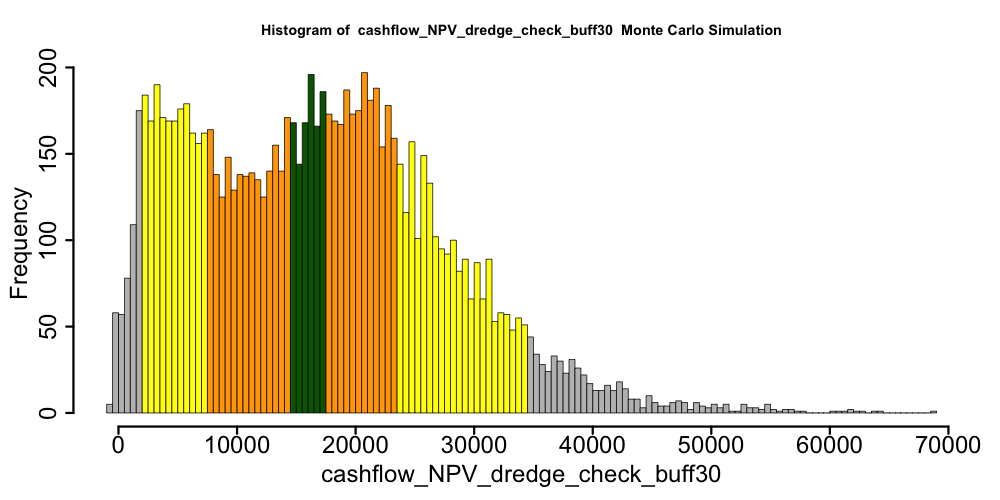 Histogram of  cashflow_NPV_dredge_check_buff30  Monte Carlo Simulation
Frequency
200
150
100
50
0
0 10000 20000 30000 40000 50000 60000 70000
cashflow_NPV_dredge_check_buff30